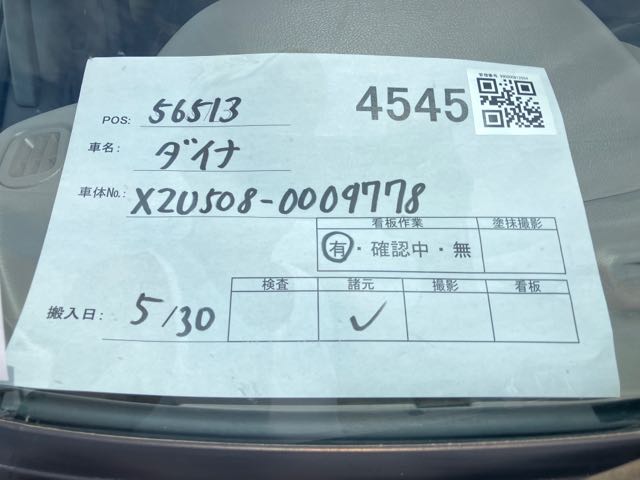 POS: 56513
4545
車名: ダイナ
車体No.: XZU508-0009778
看板作業 塗抹撮影
有・確認中・無
検査 諸元 撮影 看板
搬入日: 5/30 ✓